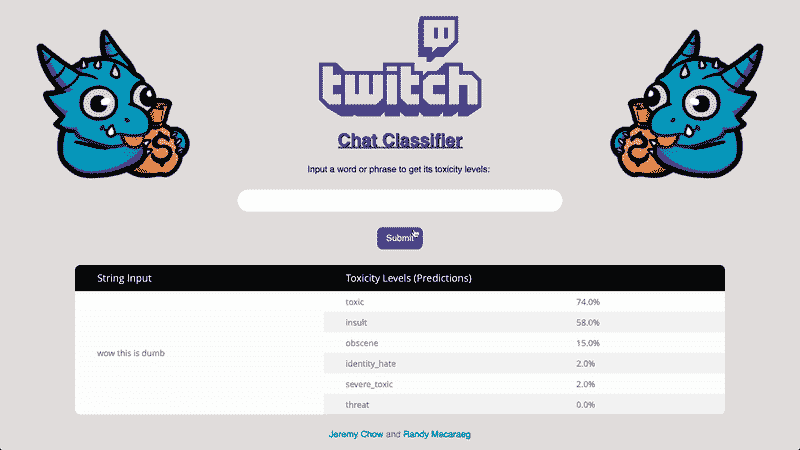 twitch
Chat Classifier
Input a word or phrase to get its toxicity levels:
Submit
String Input Toxicity Levels (Predictions)
toxic 74.0%
insult 58.0%
obscene 15.0%
wow this is dumb
identity_hate 2.0%
severe_toxic 2.0%
threat 0.0%
Jeremy Chow and Randy Macaraeg